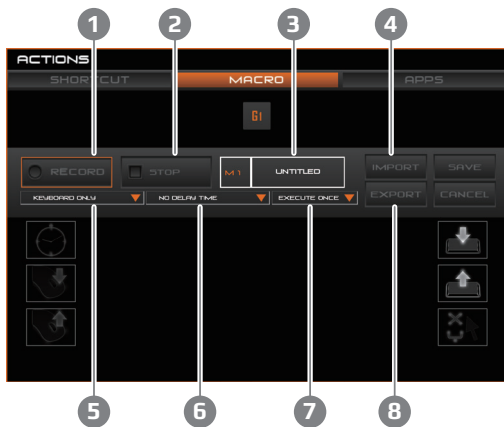 1 2 3 4
ACTIONS
SHORTCUT MACRO APPS
G1
RECORD STOP M1 UNTITLED IMPORT SAVE
KEYBOARD ONLY NO DELAY TIME EXECUTE ONCE EXPORT CANCEL
5 6 7 8